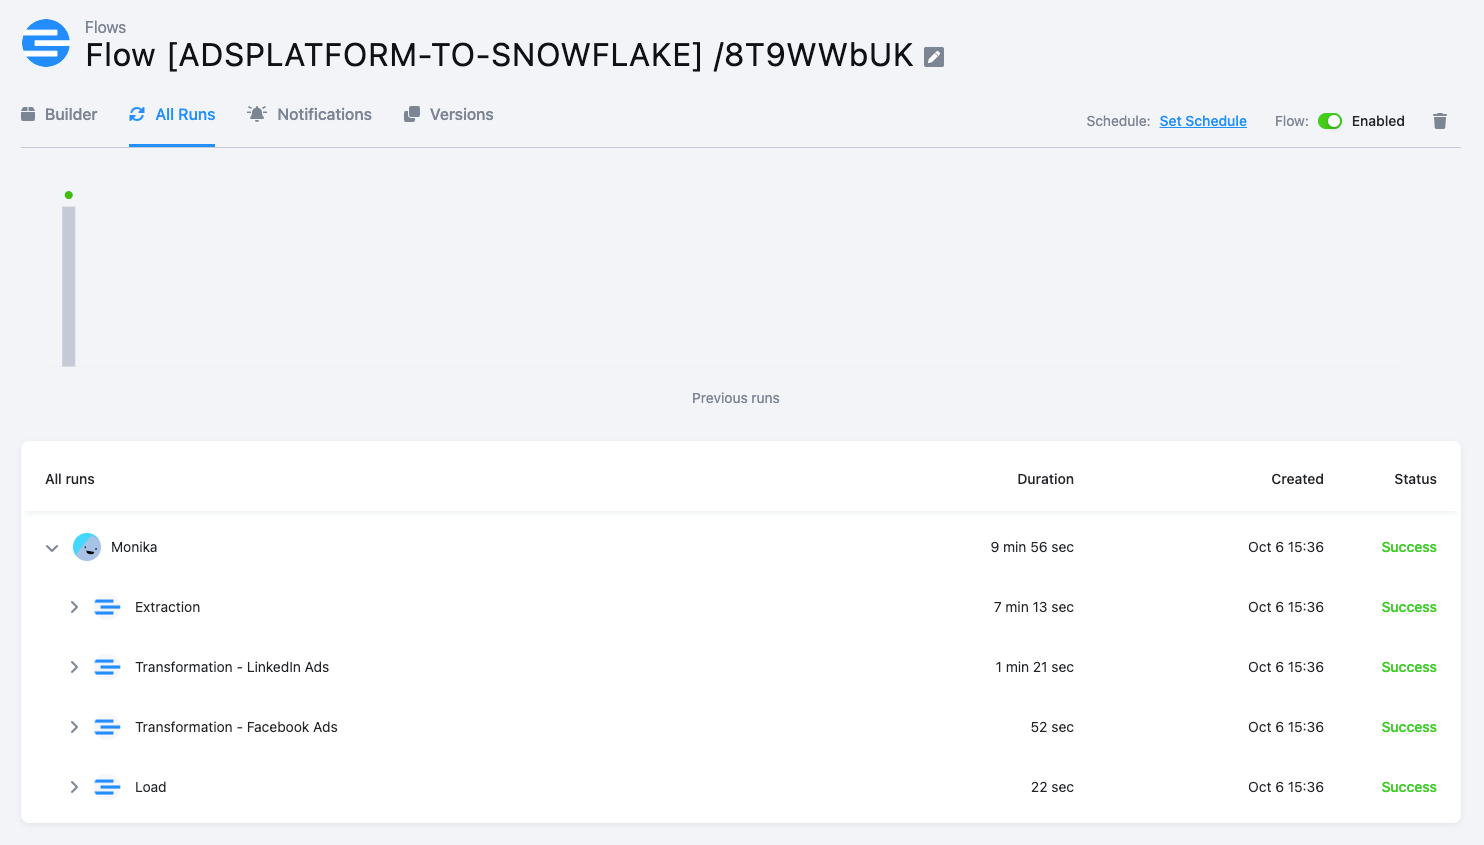 Flows
Flow [ADSPLATFORM-TO-SNOWFLAKE] /8T9WWbUK
Builder All Runs Notifications Versions Schedule: Set Schedule Flow: Enabled
Previous runs
All runs Duration Created Status
Monika 9 min 56 sec Oct 6 15:36 Success
Extraction 7 min 13 sec Oct 6 15:36 Success
Transformation - LinkedIn Ads 1 min 21 sec Oct 6 15:36 Success
Transformation - Facebook Ads 52 sec Oct 6 15:36 Success
Load 22 sec Oct 6 15:36 Success